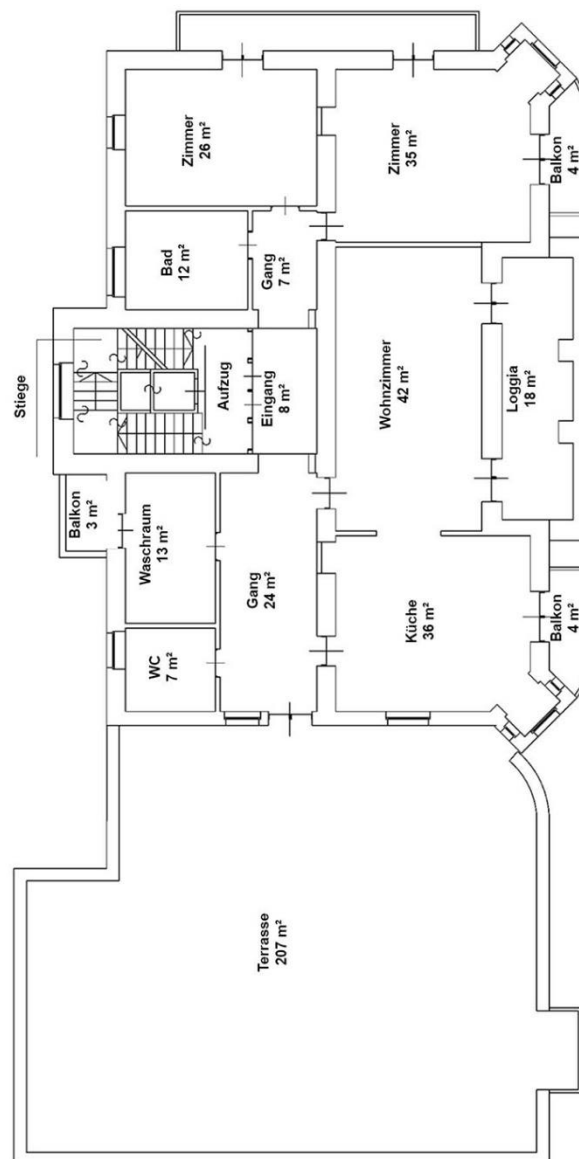 Zimmer
26 m²
Zimmer
35 m²
Balkon
4 m²
Bad
12 m²
Gang
7 m²
Stiege
Aufzug
Eingang
8 m²
Wohnzimmer
42 m²
Loggia
18 m²
Balkon
3 m²
Waschraum
13 m²
Gang
24 m²
WC
7 m²
Küche
36 m²
Balkon
4 m²
Terrasse
207 m²